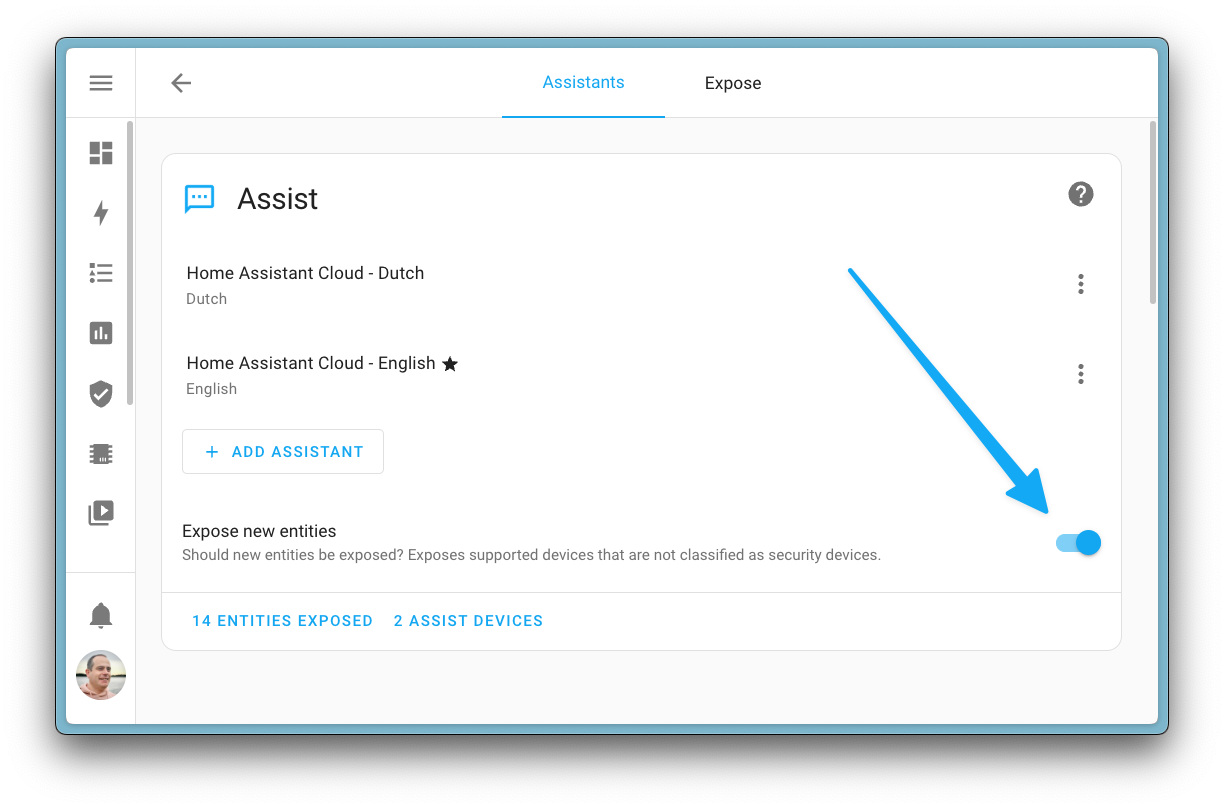 Assistants
Expose
Assist
Home Assistant Cloud - Dutch
Dutch
Home Assistant Cloud - English ★
English
+ ADD ASSISTANT
Expose new entities
Should new entities be exposed? Exposes supported devices that are not classified as security devices.
14 ENTITIES EXPOSED
2 ASSIST DEVICES